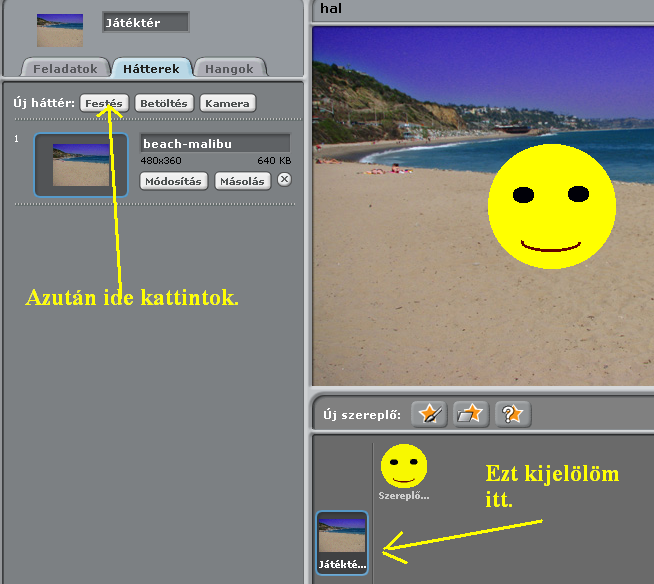 Játéktér
Feladatok Hátterek Hangok
Új háttér: Festés Betöltés Kamera
1
beach-malibu
480x360 640 KB
Módosítás Másolás
Azután ide kattintok.
hal
Új szereplő:
Szereplő...
Ezt kijelölöm
itt.
Játékté...